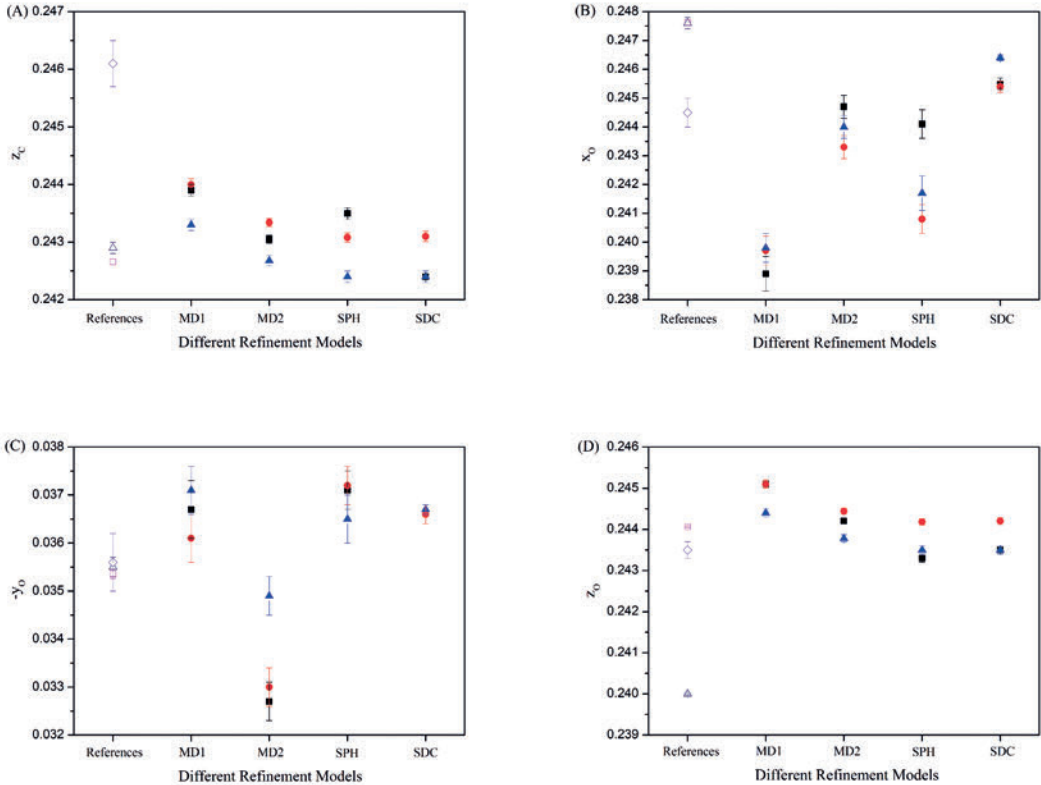 (A)
0.247
0.246
0.245
0.244
0.243
0.242
z_C
References MD1 MD2 SPH SDC
Different Refinement Models
(B)
0.248
0.247
0.246
0.245
0.244
0.243
0.242
0.241
0.240
0.239
0.238
x_O
References MD1 MD2 SPH SDC
Different Refinement Models
(C)
0.038
0.037
0.036
0.035
0.034
0.033
0.032
-y_O
References MD1 MD2 SPH SDC
Different Refinement Models
(D)
0.246
0.245
0.244
0.243
0.242
0.241
0.240
0.239
z_O
References MD1 MD2 SPH SDC
Different Refinement Models